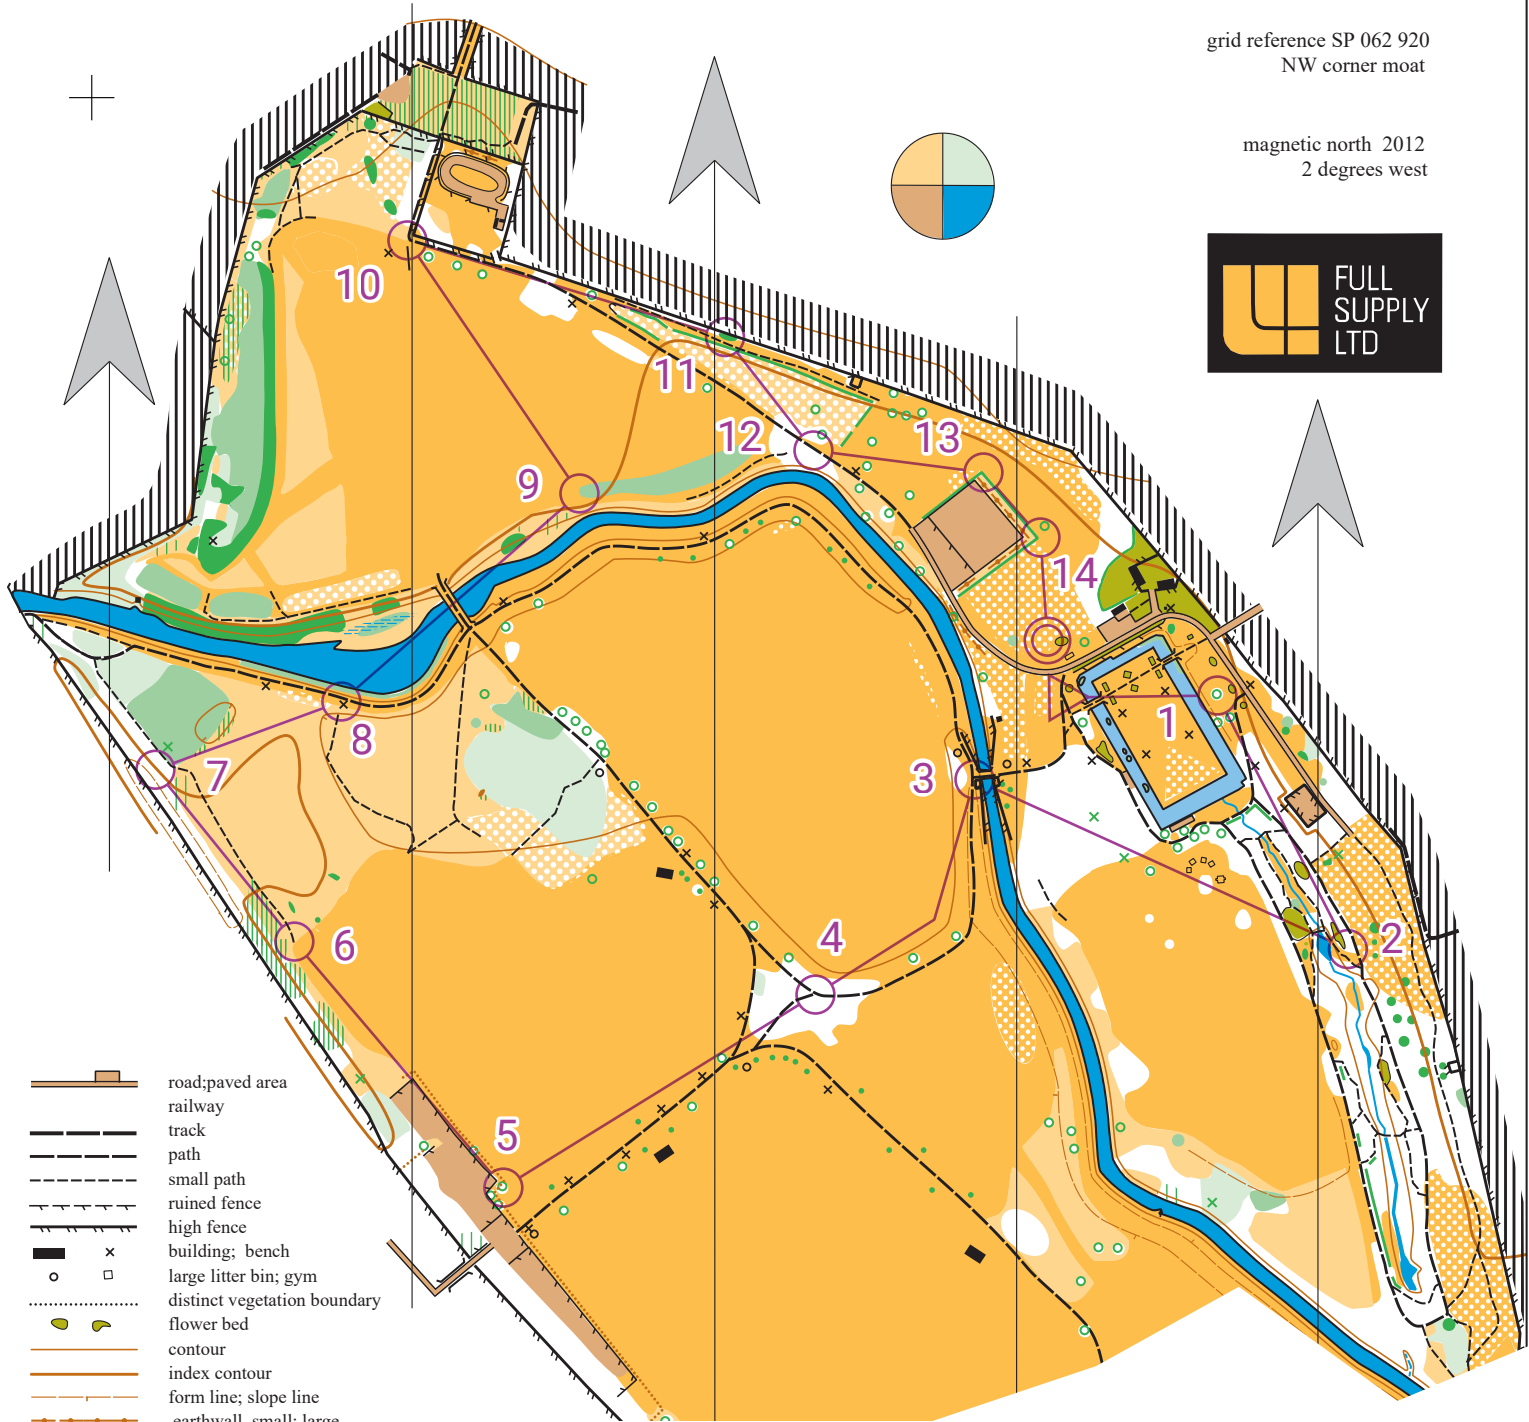 grid reference SP 062 920
NW corner moat
magnetic north 2012
2 degrees west
FULL
SUPPLY
LTD
10
11
12
13
9
14
1
8
7
3
2
6
4
5
road;paved area
railway
track
path
small path
ruined fence
high fence
building; bench
large litter bin; gym
distinct vegetation boundary
flower bed
contour
index contour
form line; slope line
earthwall, small; large